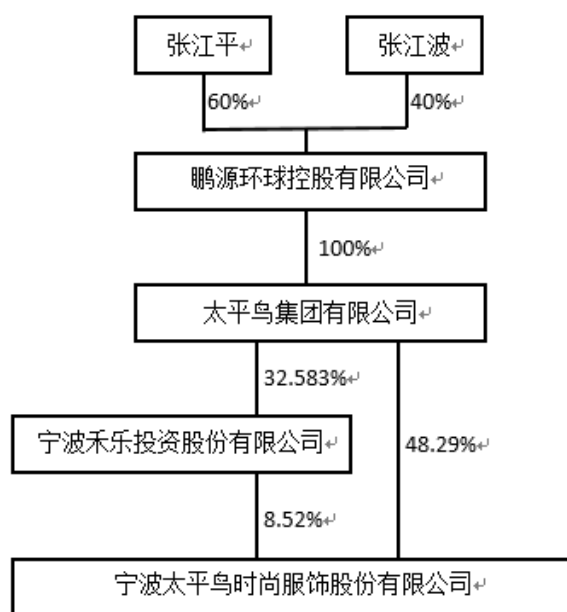 张江平↵
张江波↵
60%↵
40%↵
鹏源环球控股有限公司↵
100%↵
太平鸟集团有限公司↵
32.583%↵
宁波禾乐投资股份有限公司↵
48.29%↵
8.52%↵
宁波太平鸟时尚服饰股份有限公司↵